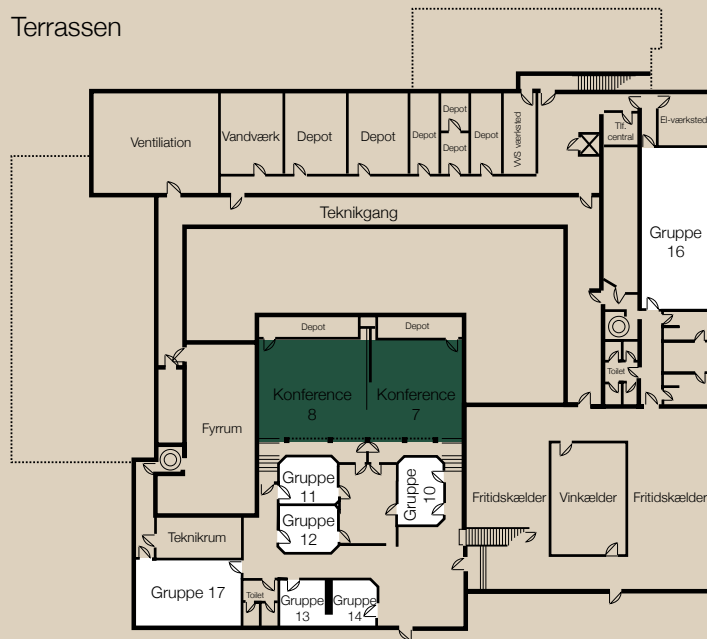 Terrassen
Ventiliation
Vandværk
Depot
Depot
Depot
Depot
Depot
Depot
VVS værksted
Tlf.
central
El-værksted
Teknikgang
Gruppe
16
Depot
Depot
Konference
8
Konference
7
Toilet
Fyrrum
Gruppe
11
Gruppe
10
Gruppe
12
Fritidskælder
Vinkælder
Fritidskælder
Teknikrum
Gruppe 17
Toilet
Gruppe
13
Gruppe
14